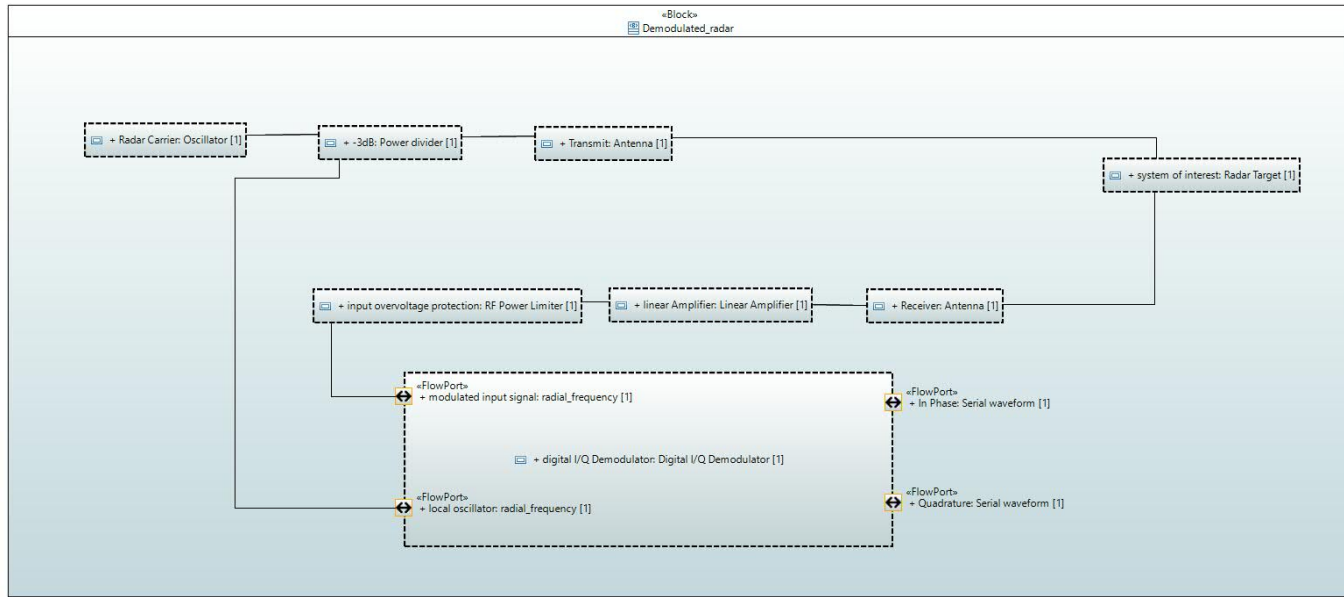 «Block»
Demodulated_radar
+ Radar Carrier: Oscillator [1]
+ -3dB: Power divider [1]
+ Transmit: Antenna [1]
+ system of interest: Radar Target [1]
+ input overvoltage protection: RF Power Limiter [1]
+ linear Amplifier: Linear Amplifier [1]
+ Receiver: Antenna [1]
«FlowPort»
+ modulated input signal: radial_frequency [1]
«FlowPort»
+ In Phase: Serial waveform [1]
+ digital I/Q Demodulator: Digital I/Q Demodulator [1]
«FlowPort»
+ local oscillator: radial_frequency [1]
«FlowPort»
+ Quadrature: Serial waveform [1]